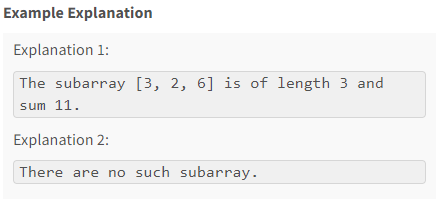 Example Explanation
Explanation 1:
The subarray [3, 2, 6] is of length 3 and
sum 11.
Explanation 2:
There are no such subarray.